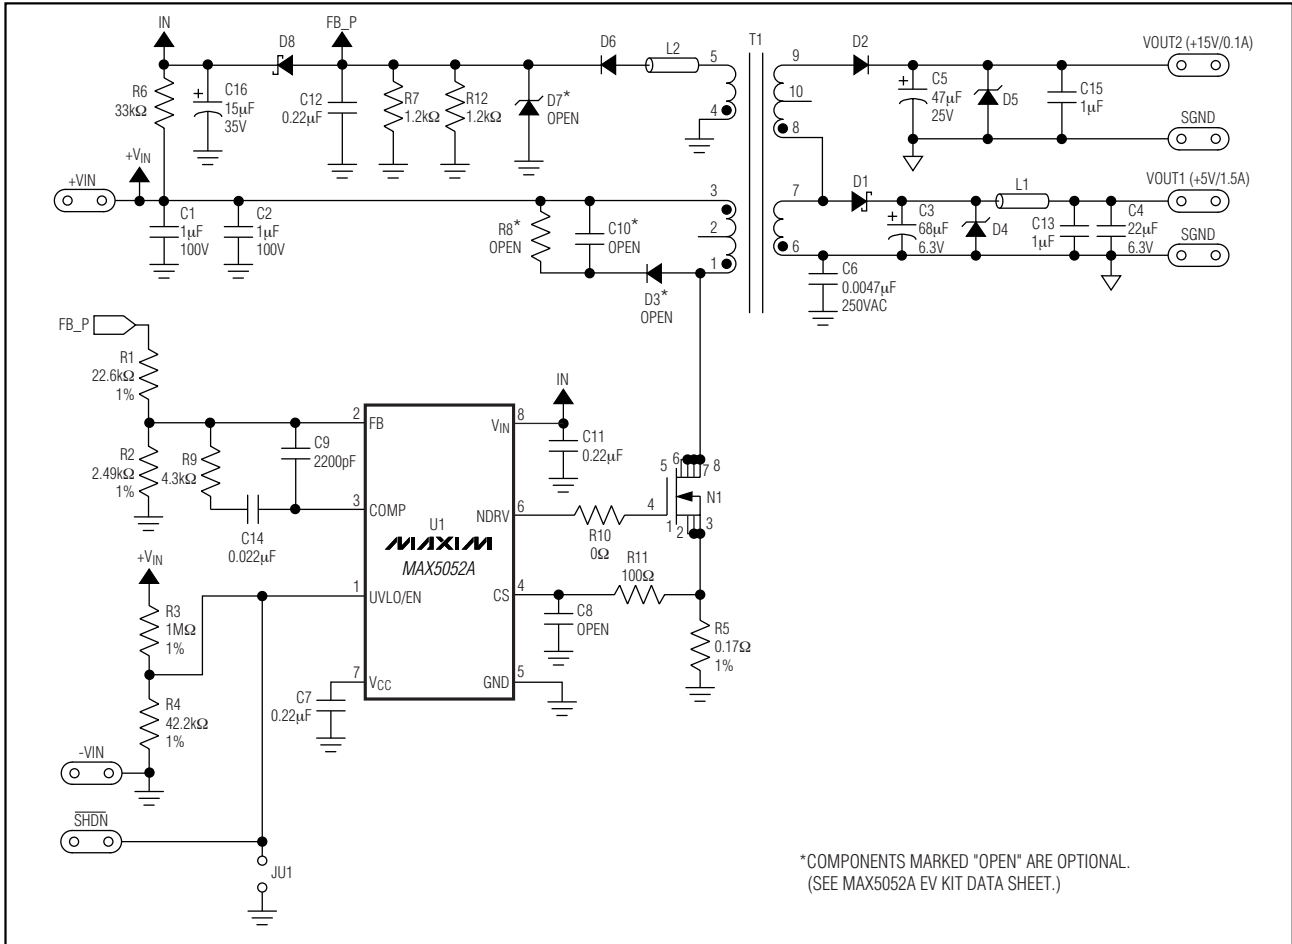 IN
FB_P
D8
D6
L2
T1
D2
VOUT2 (+15V/0.1A)
5
4
9
10
8
R6
33kΩ
+
C16
15µF
35V
C12
0.22µF
R7
1.2kΩ
R12
1.2kΩ
D7*
OPEN
+
C5
47µF
25V
D5
C15
1µF
SGND
+VIN
+VIN
C1
1µF
100V
C2
1µF
100V
R8*
OPEN
C10*
OPEN
D3*
OPEN
3
2
1
7
6
D1
L1
VOUT1 (+5V/1.5A)
+
C3
68µF
6.3V
D4
C13
1µF
C4
22µF
6.3V
SGND
C6
0.0047µF
250VAC
FB_P
R1
22.6kΩ
1%
R2
2.49kΩ
1%
R9
4.3kΩ
C9
2200pF
C14
0.022µF
2
FB
3
COMP
1
UVLO/EN
7
VCC
U1
MAXIM
MAX5052A
VIN
8
NDRV
6
CS
4
GND
5
IN
C11
0.22µF
R10
0Ω
4
5
6
7
8
N1
1
2
3
R11
100Ω
C8
OPEN
R5
0.17Ω
1%
+VIN
R3
1MΩ
1%
R4
42.2kΩ
1%
C7
0.22µF
-VIN
SHDN
JU1
*COMPONENTS MARKED "OPEN" ARE OPTIONAL.
(SEE MAX5052A EV KIT DATA SHEET.)